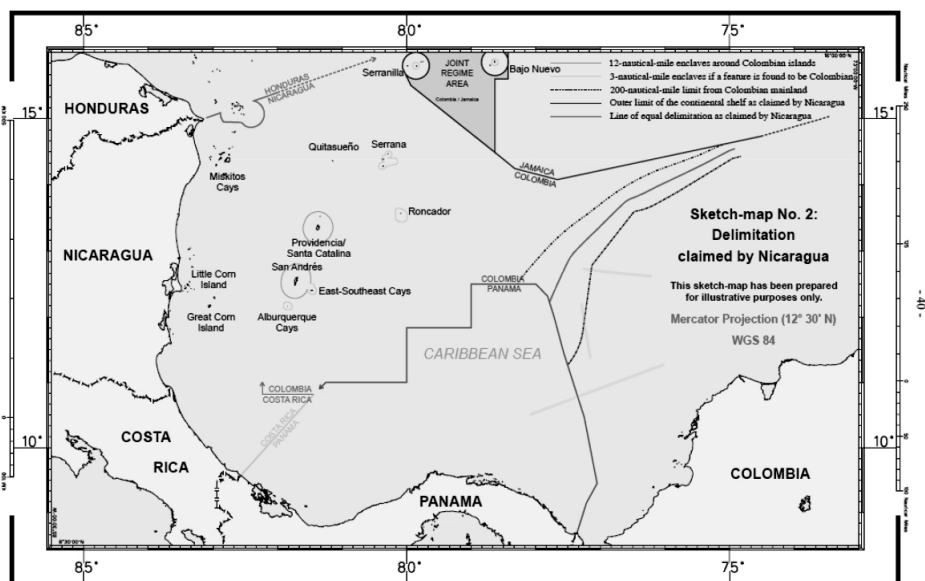 85°
80°
75°
JOINT
REGIME
AREA
Colombia / Jamaica
Serranilla
Bajo Nuevo
12-nautical-mile enclaves around Colombian islands
3-nautical-mile enclaves if a feature is found to be Colombian
200-nautical-mile limit from Colombian mainland
Outer limit of the continental shelf as claimed by Nicaragua
Line of equal delimitation as claimed by Nicaragua
HONDURAS
NICARAGUA
15°
HONDURAS
15°
Quitasueño
Serrana
Miskitos
Cays
JAMAICA
COLOMBIA
Roncador
Sketch-map No. 2:
Delimitation
claimed by Nicaragua
Providencia/
Santa Catalina
NICARAGUA
San Andrés
Little Corn
Island
East-Southeast Cays
COLOMBIA
PANAMA
This sketch-map has been prepared
for illustrative purposes only.
Great Corn
Island
Alburquerque
Cays
Mercator Projection (12° 30' N)
WGS 84
- 40 -
CARIBBEAN SEA
COLOMBIA
COSTA RICA
COSTA RICA
PANAMA
COSTA
RICA
10°
10°
COLOMBIA
PANAMA
85°
80°
75°